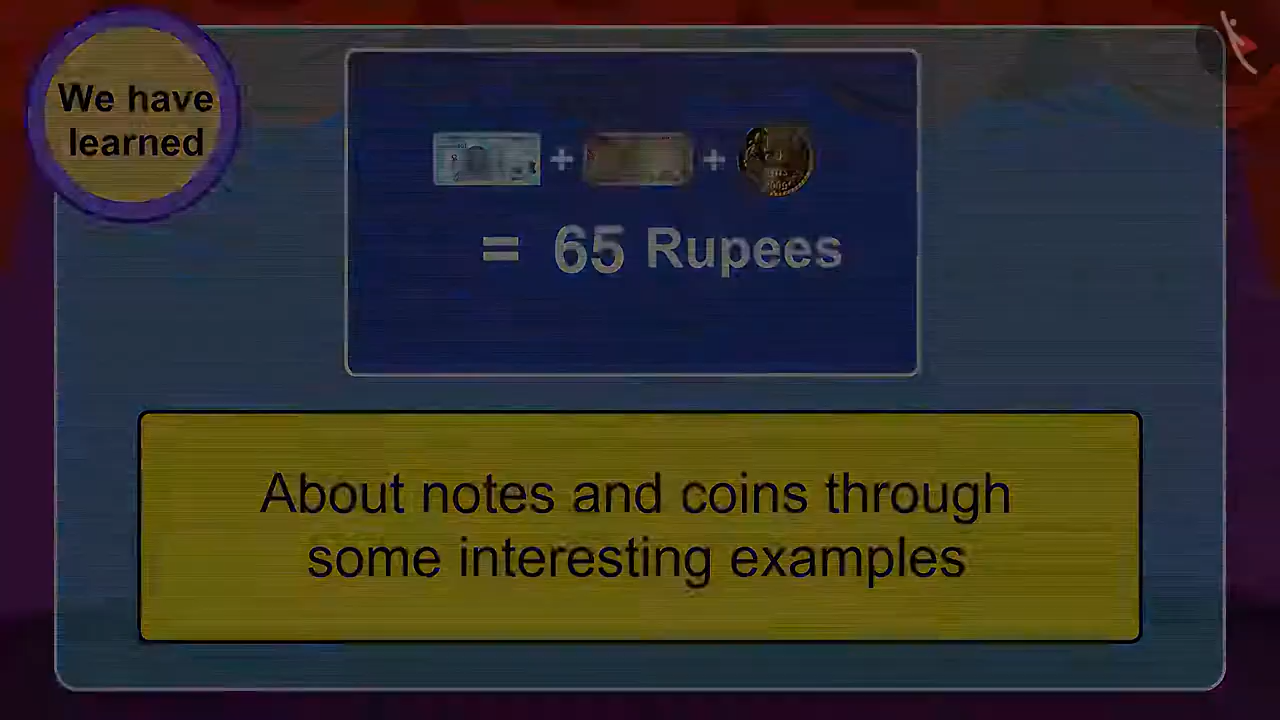 We have
learned
+ +
= 65 Rupees
About notes and coins through
some interesting examples